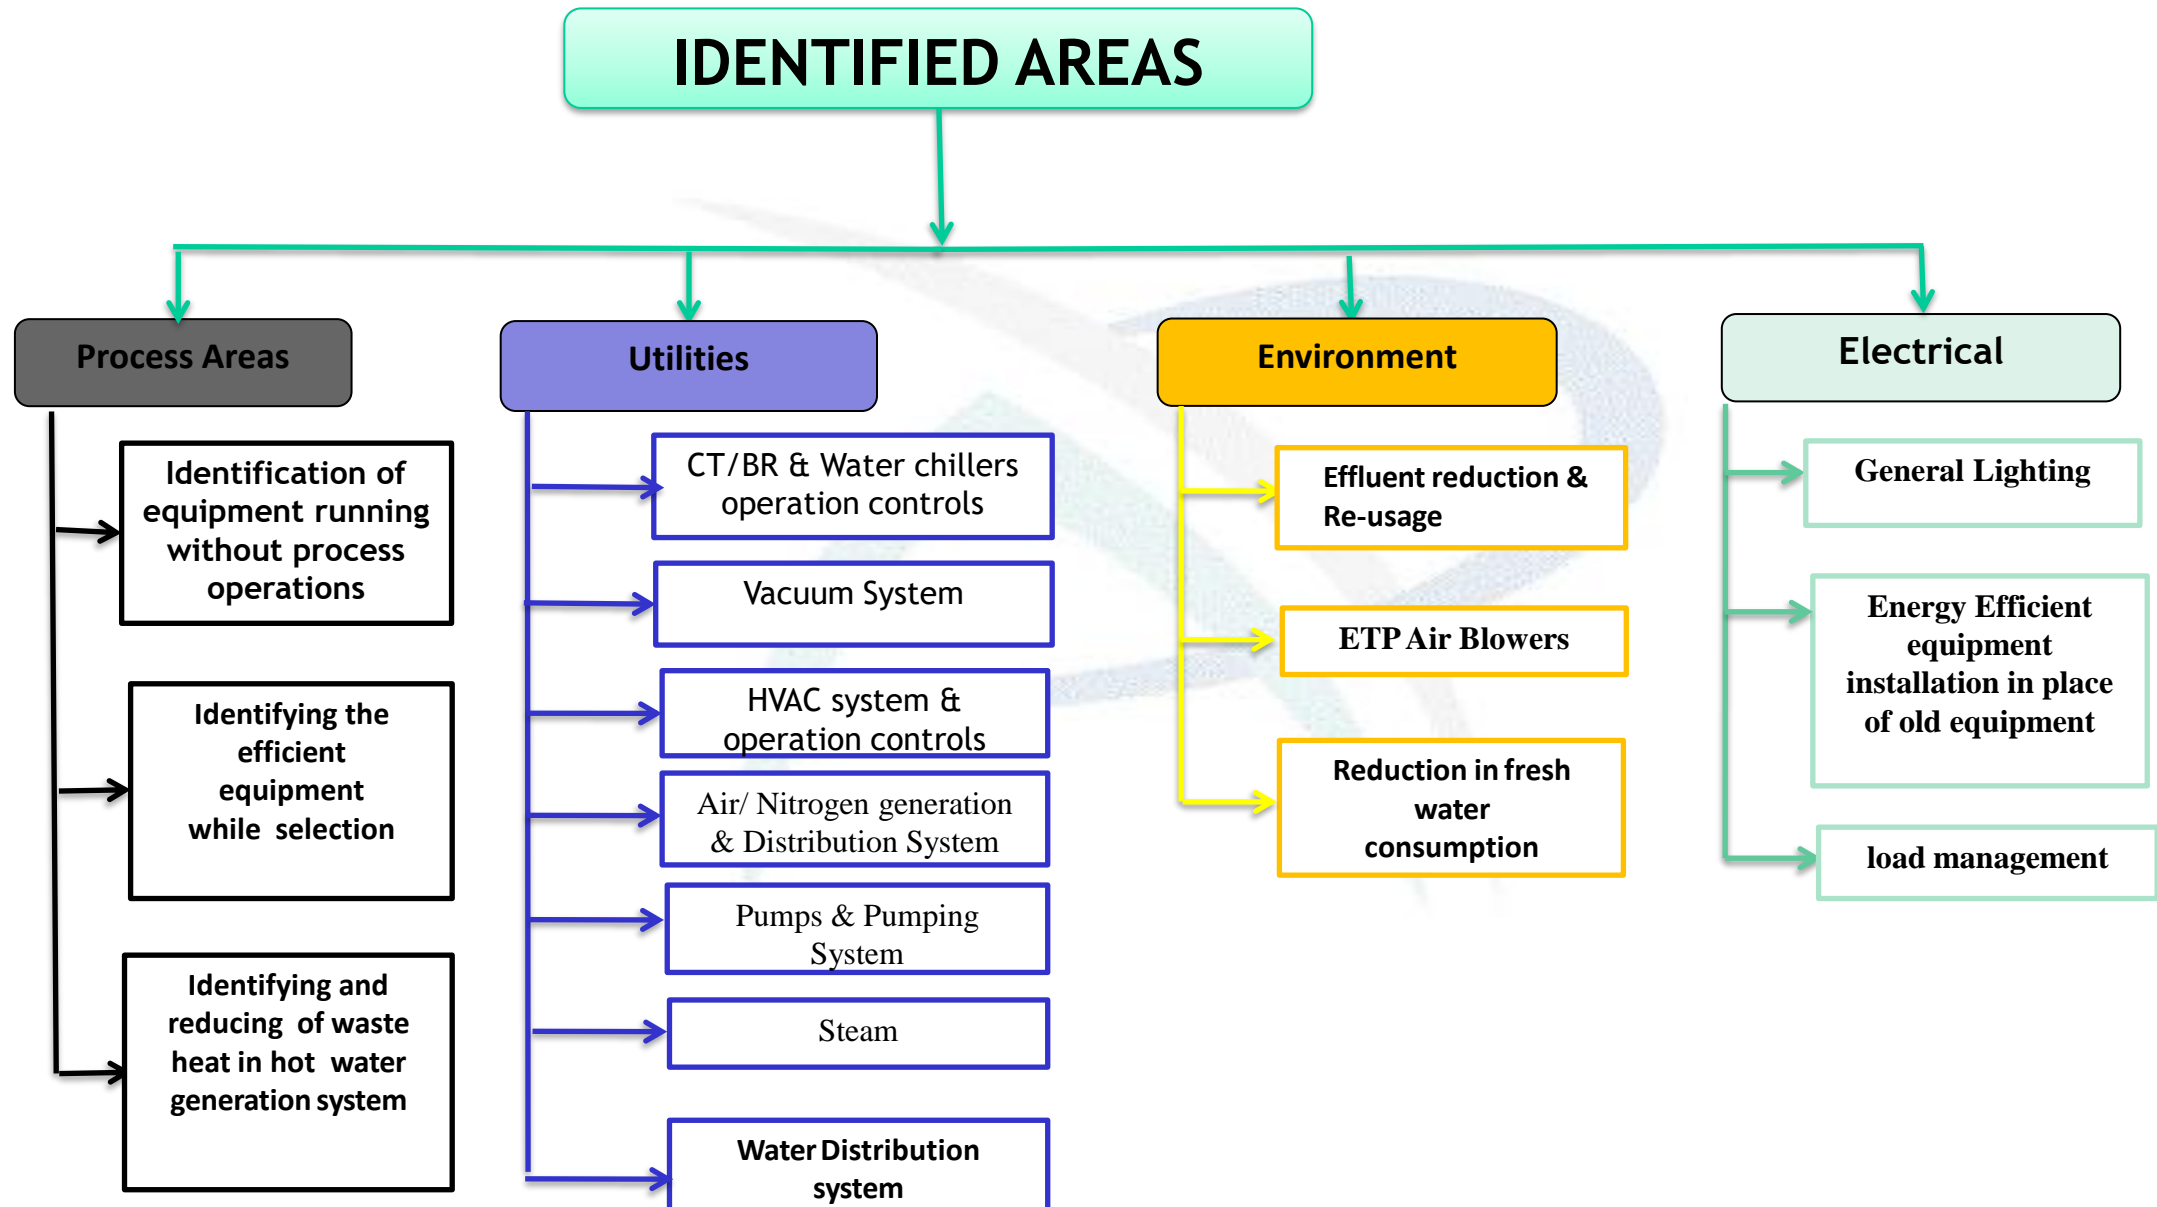 IDENTIFIED AREAS
Process Areas
Identification of
equipment running
without process
operations
Identifying the
efficient
equipment
while selection
Identifying and
reducing of waste
heat in hot water
generation system
Utilities
CT/BR & Water chillers
operation controls
Vacuum System
HVAC system &
operation controls
Air/ Nitrogen generation
& Distribution System
Pumps & Pumping
System
Steam
Water Distribution
system
Environment
Effluent reduction &
Re-usage
ETP Air Blowers
Reduction in fresh
water
consumption
Electrical
General Lighting
Energy Efficient
equipment
installation in place
of old equipment
load management